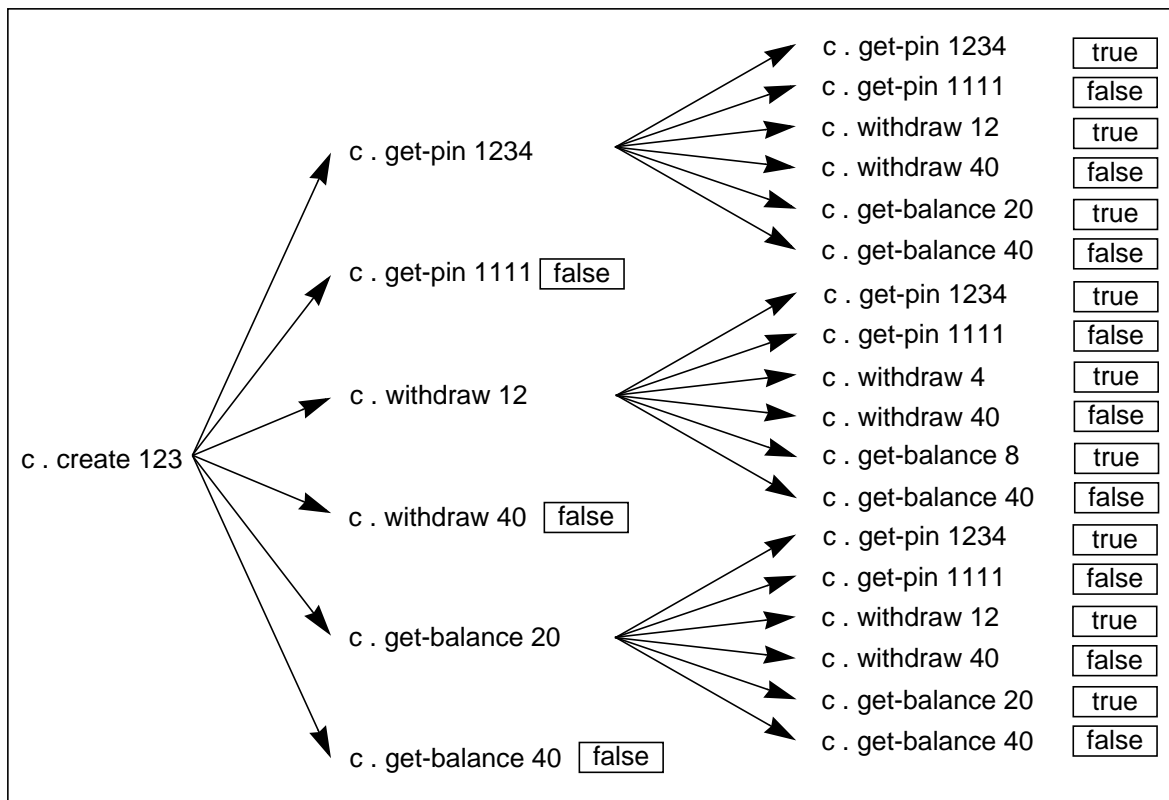 c . create 123
c . get-pin 1234
c . get-pin 1111 false
c . withdraw 12
c . withdraw 40 false
c . get-balance 20
c . get-balance 40 false
c . get-pin 1234 true
c . get-pin 1111 false
c . withdraw 12 true
c . withdraw 40 false
c . get-balance 20 true
c . get-balance 40 false
c . get-pin 1234 true
c . get-pin 1111 false
c . withdraw 4 true
c . withdraw 40 false
c . get-balance 8 true
c . get-balance 40 false
c . get-pin 1234 true
c . get-pin 1111 false
c . withdraw 12 true
c . withdraw 40 false
c . get-balance 20 true
c . get-balance 40 false